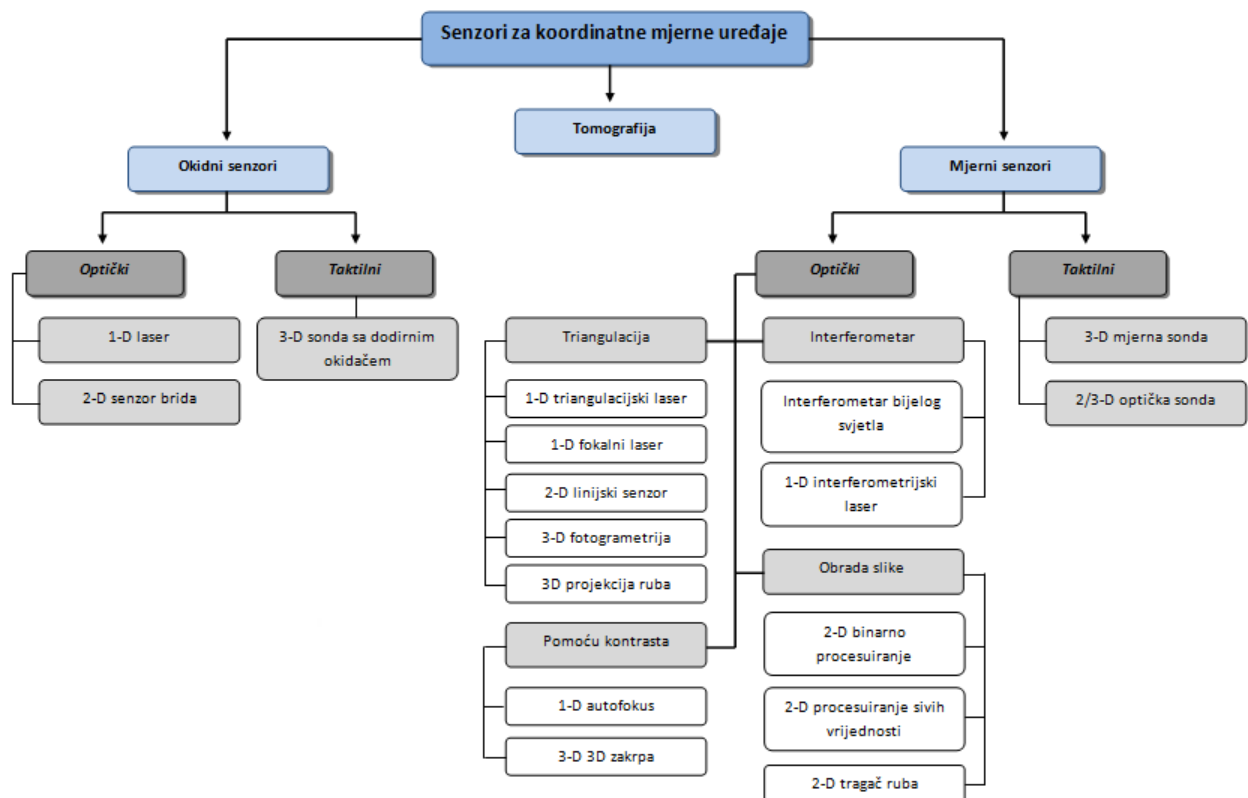 Senzori za koordinatne mjerne uređaje
Tomografija
Okidni senzori
Mjerni senzori
Optički
Taktilni
Optički
Taktilni
1-D laser
2-D senzor brida
3-D sonda sa dodirnim
okidačem
Triangulacija
1-D triangulacijski laser
1-D fokalni laser
2-D linijski senzor
3-D fotogrametrija
3D projekcija ruba
Pomoću kontrasta
1-D autofokus
3-D 3D zakrpa
Interferometar
Interferometar bijelog
svjetla
1-D interferometrijski
laser
Obrada slike
2-D binarno
procesuiranje
2-D procesuiranje sivih
vrijednosti
2-D tragač ruba
3-D mjerna sonda
2/3-D optička sonda